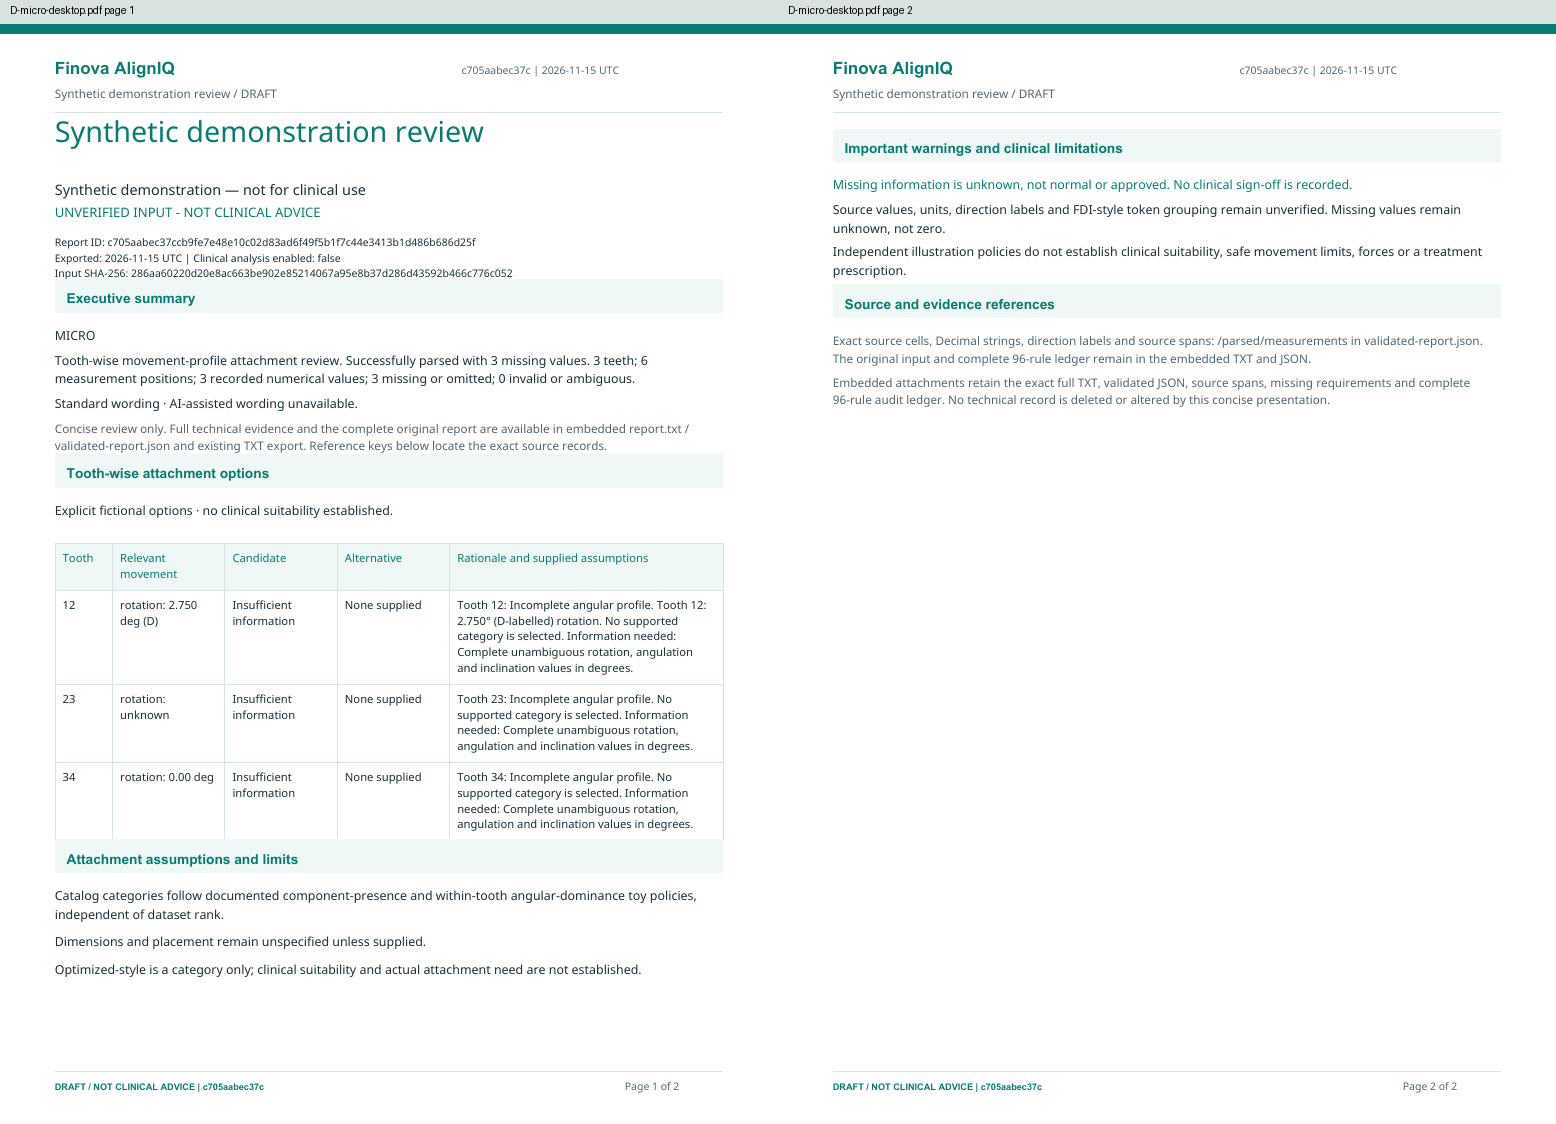 D-micro-desktop.pdf page 1
Finova AlignIQ
c705aabec37c | 2026-11-15 UTC
Synthetic demonstration review / DRAFT
Synthetic demonstration review
Synthetic demonstration — not for clinical use
UNVERIFIED INPUT - NOT CLINICAL ADVICE
Report ID: c705aabec37ccb9fe7e48e10c02d83ad6f49f5b1f7c44e3413b1d486b686d25f
Exported: 2026-11-15 UTC | Clinical analysis enabled: false
Input SHA-256: 286aa60220d20e8ac663be902e85214067a95e8b37d286d43592b466c776c052
Executive summary
MICRO
Tooth-wise movement-profile attachment review. Successfully parsed with 3 missing values. 3 teeth; 6
measurement positions; 3 recorded numerical values; 3 missing or omitted; 0 invalid or ambiguous.
Standard wording · AI-assisted wording unavailable.
Concise review only. Full technical evidence and the complete original report are available in embedded report.txt /
validated-report.json and existing TXT export. Reference keys below locate the exact source records.
Tooth-wise attachment options
Explicit fictional options · no clinical suitability established.
Tooth
Relevant
movement
Candidate
Alternative
Rationale and supplied assumptions
12
rotation: 2.750
deg (D)
Insufficient
information
None supplied
Tooth 12: Incomplete angular profile. Tooth 12:
2.750° (D-labelled) rotation. No supported
category is selected. Information needed:
Complete unambiguous rotation, angulation
and inclination values in degrees.
23
rotation:
unknown
Insufficient
information
None supplied
Tooth 23: Incomplete angular profile. No
supported category is selected. Information
needed: Complete unambiguous rotation,
angulation and inclination values in degrees.
34
rotation: 0.00 deg
Insufficient
information
None supplied
Tooth 34: Incomplete angular profile. No
supported category is selected. Information
needed: Complete unambiguous rotation,
angulation and inclination values in degrees.
Attachment assumptions and limits
Catalog categories follow documented component-presence and within-tooth angular-dominance toy policies,
independent of dataset rank.
Dimensions and placement remain unspecified unless supplied.
Optimized-style is a category only; clinical suitability and actual attachment need are not established.
DRAFT / NOT CLINICAL ADVICE | c705aabec37c
Page 1 of 2
D-micro-desktop.pdf page 2
Finova AlignIQ
c705aabec37c | 2026-11-15 UTC
Synthetic demonstration review / DRAFT
Important warnings and clinical limitations
Missing information is unknown, not normal or approved. No clinical sign-off is recorded.
Source values, units, direction labels and FDI-style token grouping remain unverified. Missing values remain
unknown, not zero.
Independent illustration policies do not establish clinical suitability, safe movement limits, forces or a treatment
prescription.
Source and evidence references
Exact source cells, Decimal strings, direction labels and source spans: /parsed/measurements in validated-report.json.
The original input and complete 96-rule ledger remain in the embedded TXT and JSON.
Embedded attachments retain the exact full TXT, validated JSON, source spans, missing requirements and complete
96-rule audit ledger. No technical record is deleted or altered by this concise presentation.
DRAFT / NOT CLINICAL ADVICE | c705aabec37c
Page 2 of 2